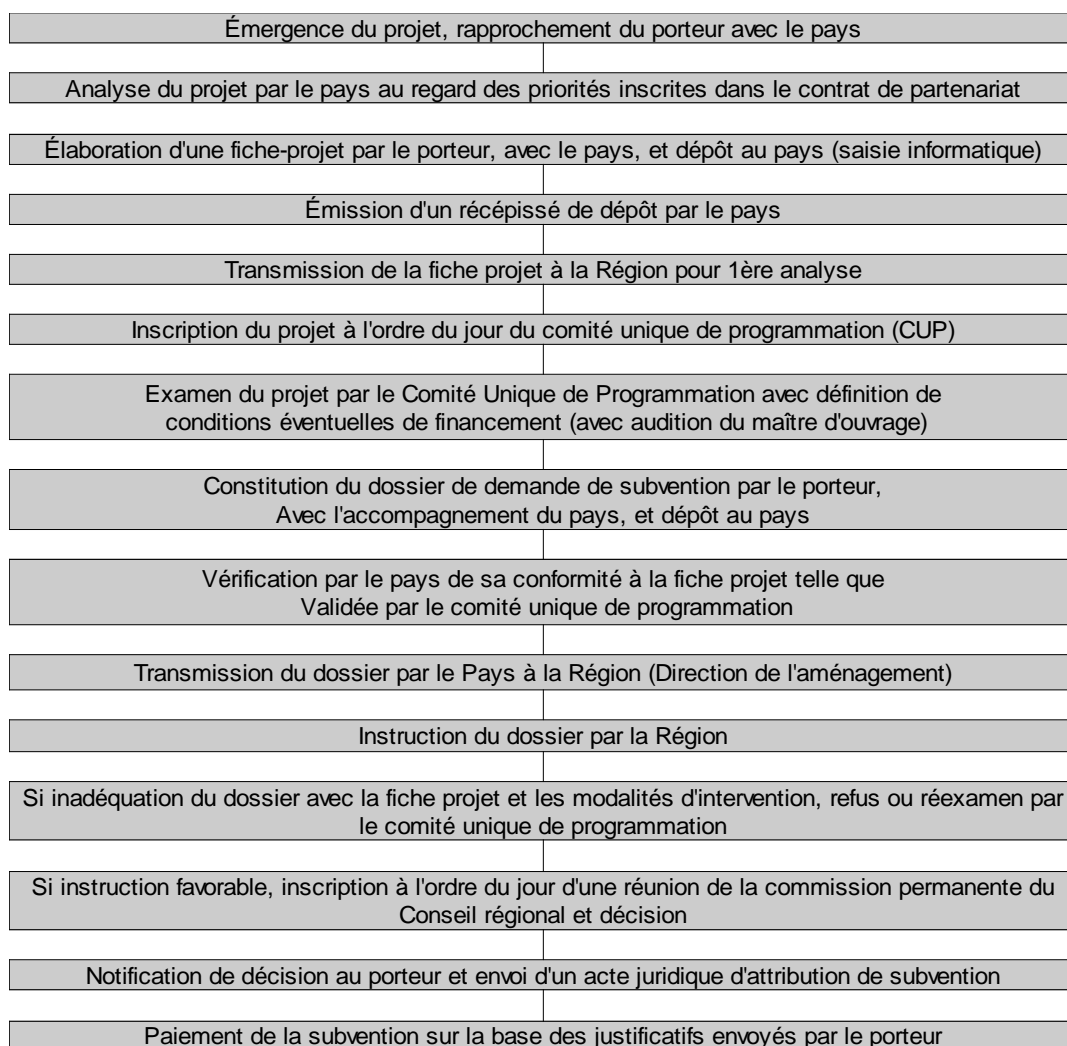 Émergence du projet, rapprochement du porteur avec le pays
Analyse du projet par le pays au regard des priorités inscrites dans le contrat de partenariat
Élaboration d'une fiche-projet par le porteur, avec le pays, et dépôt au pays (saisie informatique)
Émission d'un récépissé de dépôt par le pays
Transmission de la fiche projet à la Région pour 1ère analyse
Inscription du projet à l'ordre du jour du comité unique de programmation (CUP)
Examen du projet par le Comité Unique de Programmation avec définition de
conditions éventuelles de financement (avec audition du maître d'ouvrage)
Constitution du dossier de demande de subvention par le porteur,
Avec l'accompagnement du pays, et dépôt au pays
Vérification par le pays de sa conformité à la fiche projet telle que
Validée par le comité unique de programmation
Transmission du dossier par le Pays à la Région (Direction de l'aménagement)
Instruction du dossier par la Région
Si inadéquation du dossier avec la fiche projet et les modalités d'intervention, refus ou réexamen par
le comité unique de programmation
Si instruction favorable, inscription à l'ordre du jour d'une réunion de la commission permanente du
Conseil régional et décision
Notification de décision au porteur et envoi d'un acte juridique d'attribution de subvention
Paiement de la subvention sur la base des justificatifs envoyés par le porteur